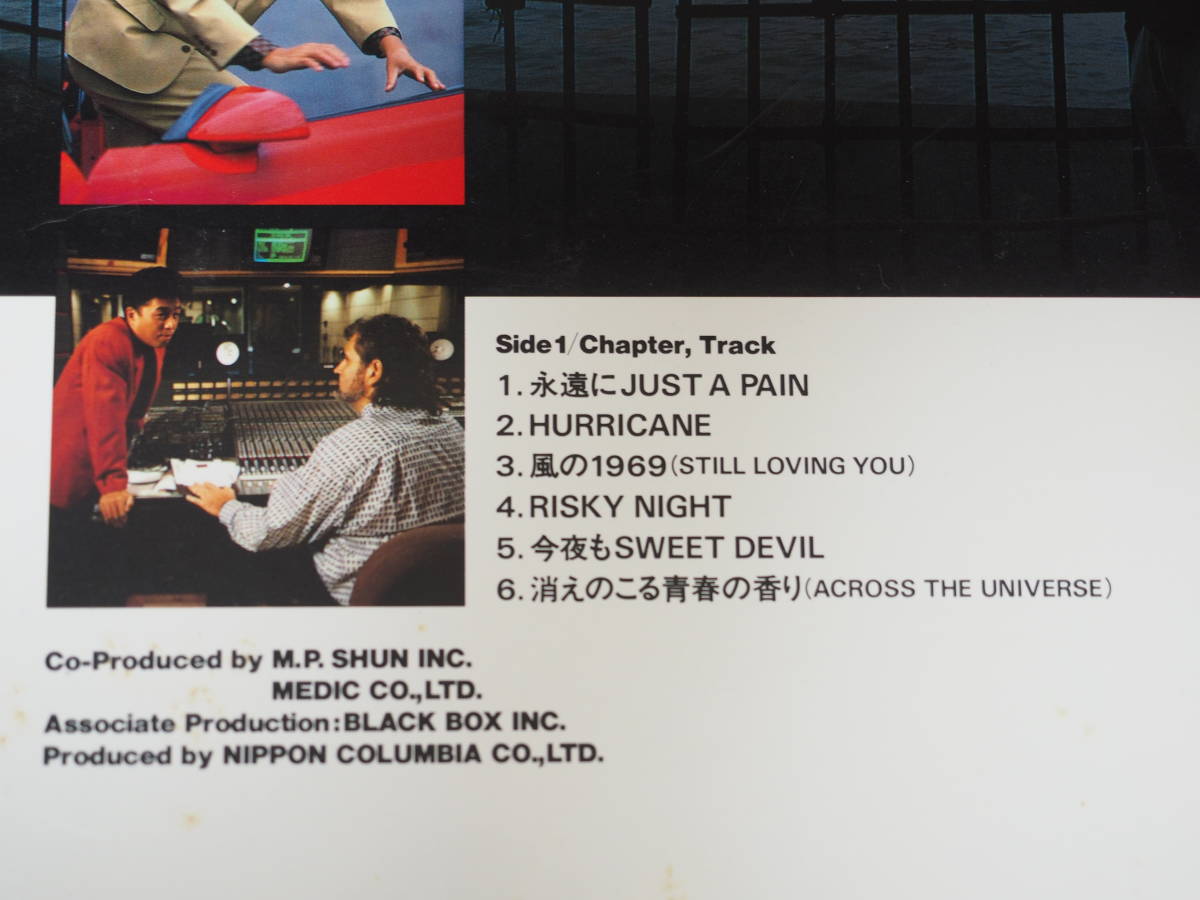 Side1/Chapter, Track
1.永遠にJUST A PAIN
2.HURRICANE
3.風の1969(STILL LOVING YOU)
4.RISKY NIGHT
5.今夜もSWEET DEVIL
6.消えのこる青春の香り(ACROSS THE UNIVERSE)
Co-Produced by M.P. SHUN INC.
MEDIC CO.,LTD.
Associate Production:BLACK BOX INC.
Produced by NIPPON COLUMBIA CO.,LTD.